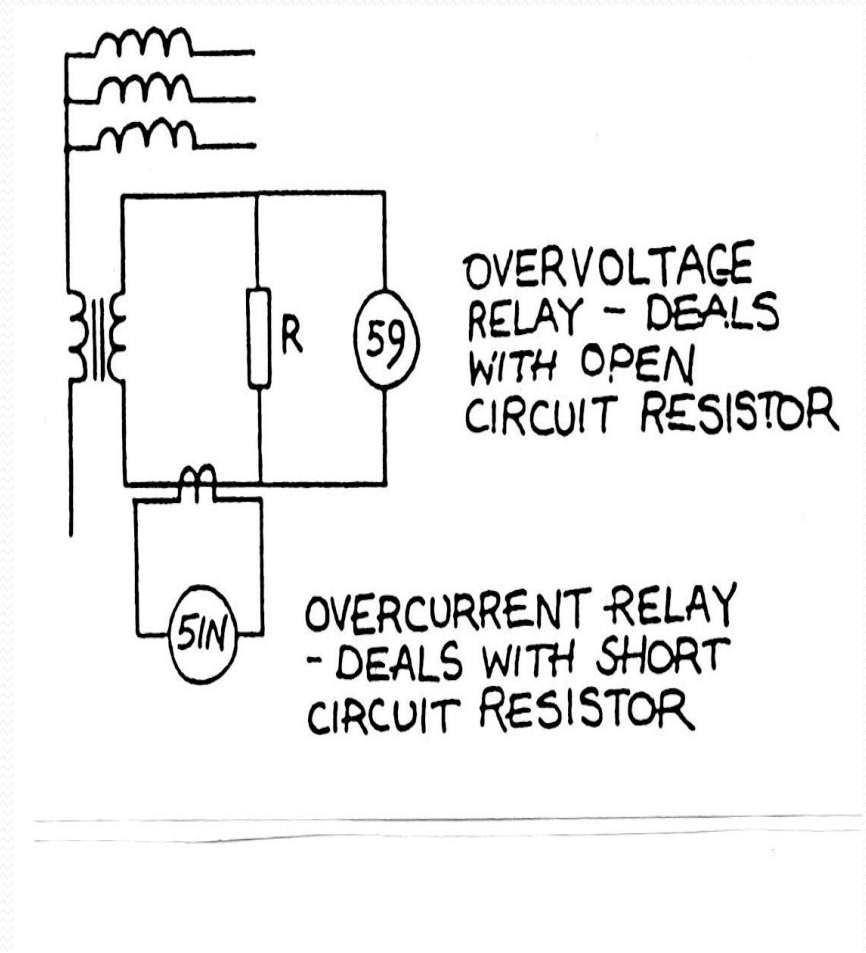 R
59
OVERVOLTAGE
RELAY - DEALS
WITH OPEN
CIRCUIT RESISTOR
51N
OVERCURRENT RELAY
- DEALS WITH SHORT
CIRCUIT RESISTOR